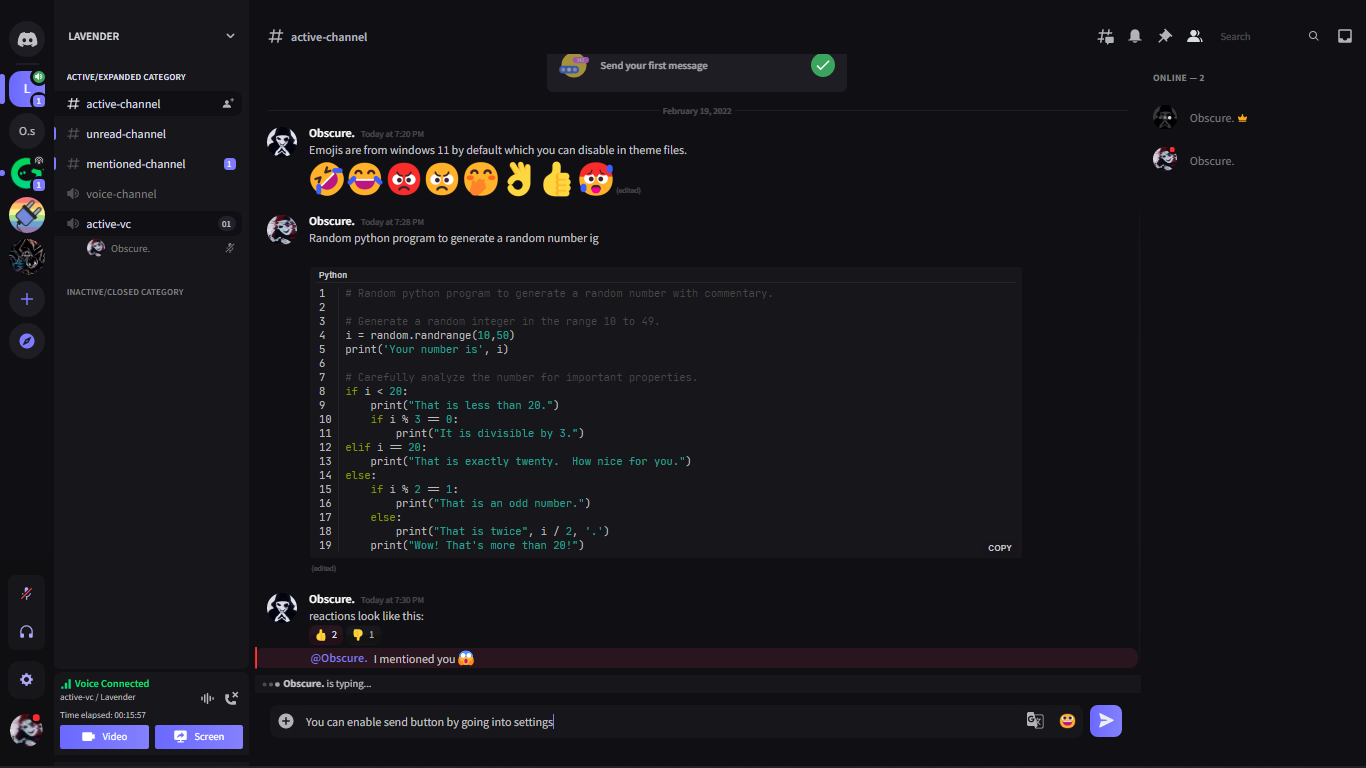 LAVENDER
active-channel
Search
L
1
O.s
1
ACTIVE/EXPANDED CATEGORY
active-channel
unread-channel
mentioned-channel 1
voice-channel
active-vc 01
Obscure.
INACTIVE/CLOSED CATEGORY
Voice Connected
active-vc / Lavender
Time elapsed: 00:15:57
Video Screen
Send your first message
February 19, 2022
Obscure. Today at 7:20 PM
Emojis are from windows 11 by default which you can disable in theme files.
(edited)
Obscure. Today at 7:28 PM
Random python program to generate a random number ig
Python
1 # Random python program to generate a random number with commentary.
2
3 # Generate a random integer in the range 10 to 49.
4 i = random.randrange(10,50)
5 print('Your number is', i)
6
7 # Carefully analyze the number for important properties.
8 if i < 20:
9 print("That is less than 20.")
10 if i % 3 == 0:
11 print("It is divisible by 3.")
12 elif i == 20:
13 print("That is exactly twenty.  How nice for you.")
14 else:
15 if i % 2 == 1:
16 print("That is an odd number.")
17 else:
18 print("That is twice", i / 2, '.')
19 print("Wow! That's more than 20!")
COPY
(edited)
Obscure. Today at 7:30 PM
reactions look like this:
👍 2 👎 1
@Obscure. I mentioned you 😱
Obscure. is typing...
You can enable send button by going into settings
ONLINE — 2
Obscure.
Obscure.